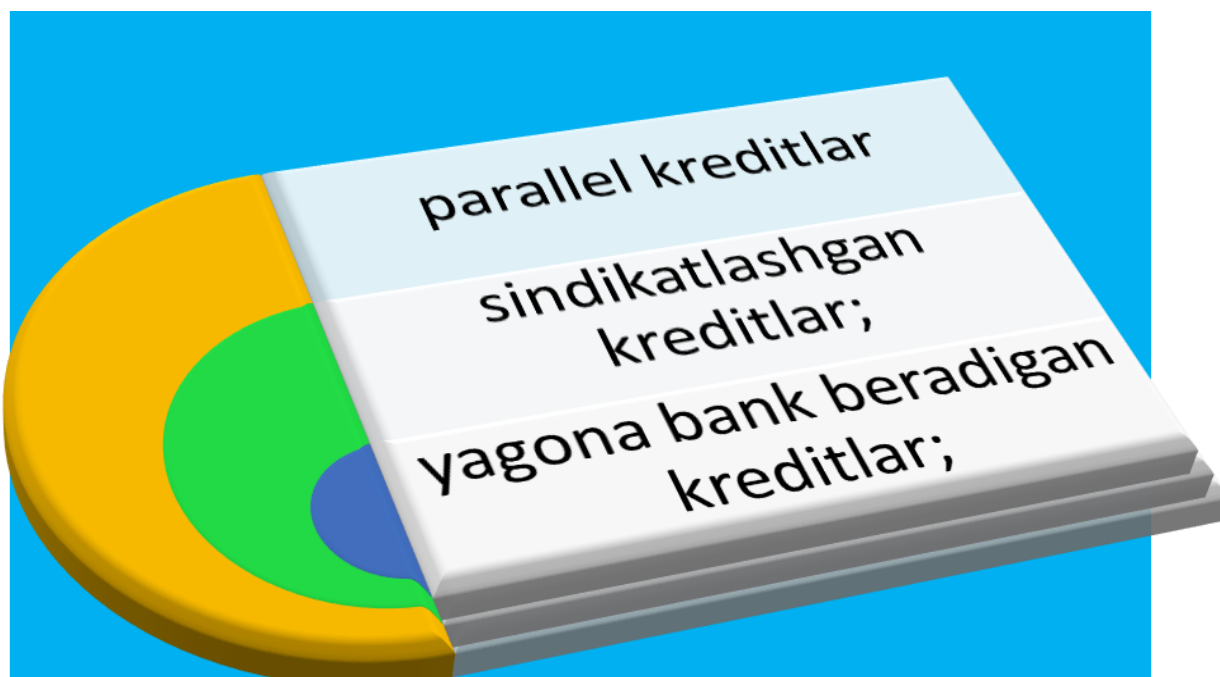 parallel kreditlar
sindikatlashgan
kreditlar;
yagona bank beradigan
kreditlar;